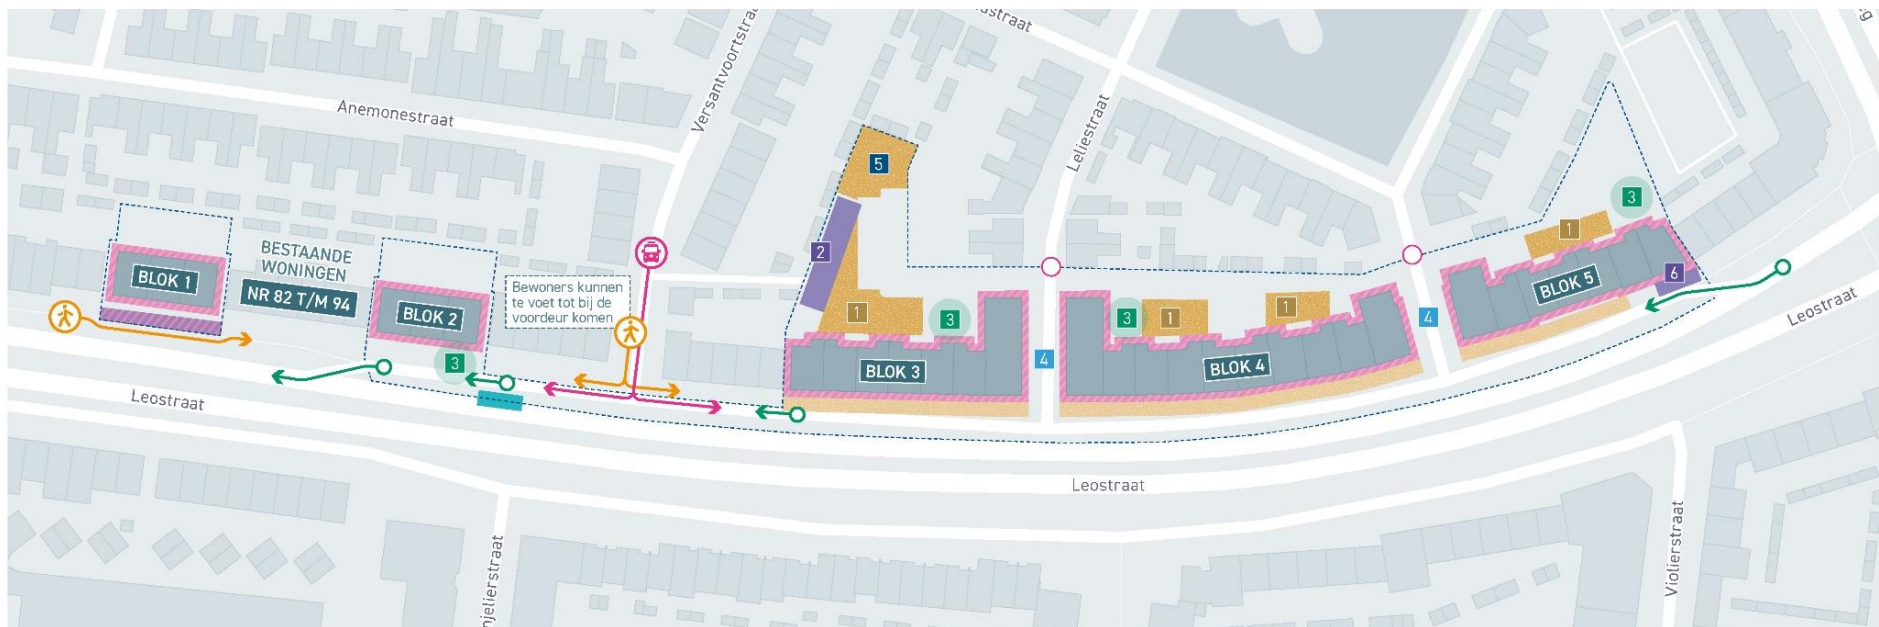 Versantvoortstraat
Anemonestraat
Leliestraat
5
3
1
2
BESTAANDE
WONINGEN
NR 82 T/M 94
BLOK 1
BLOK 2
Bewoners kunnen
te voet tot bij de
voordeur komen
6
BLOK 5
1
3
3
1
1
4
4
3
BLOK 3
BLOK 4
Leostraat
Leostraat
Leostraat
Violierstraat